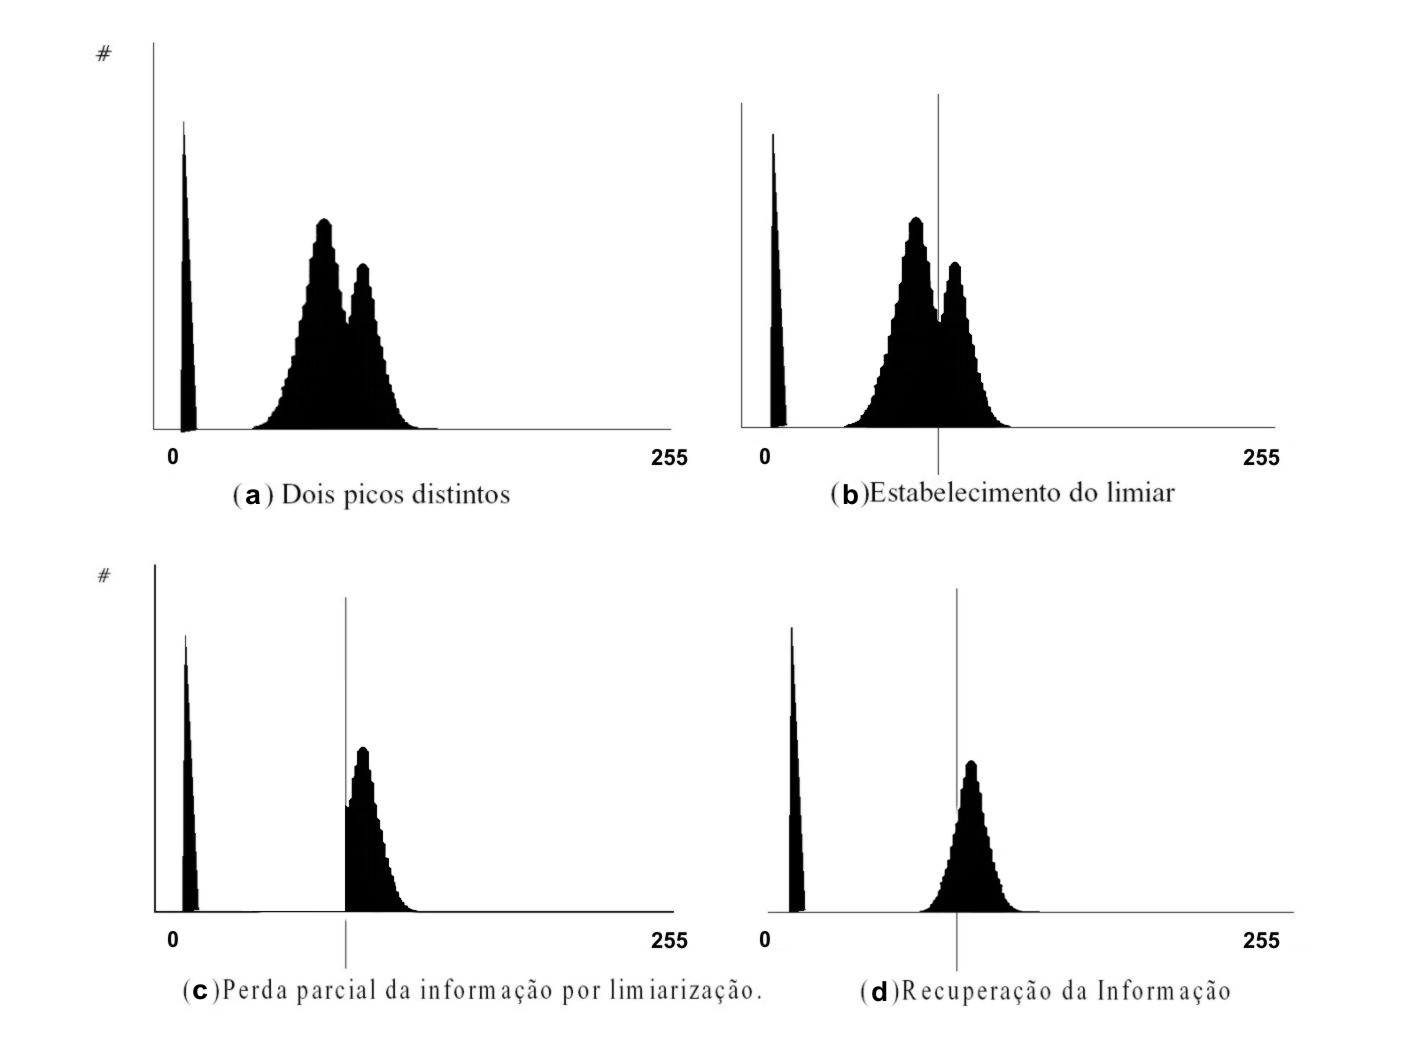 #
0 255
(a) Dois picos distintos
0 255
(b)Estabelecimento do limiar
#
0 255
(c)Perda parcial da informação por limiarização.
0 255
(d)Recuperação da Informação